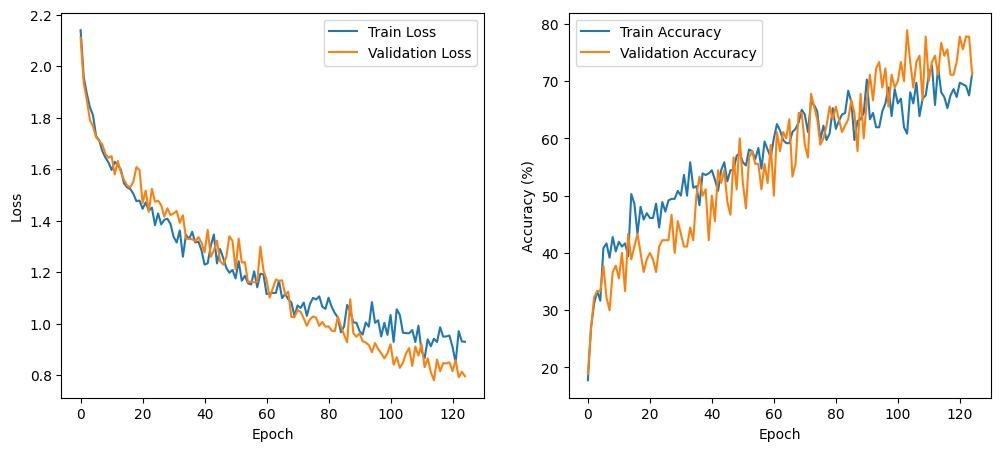 2.2
2.0
1.8
1.6
1.4
1.2
1.0
0.8
Loss
0 20 40 60 80 100 120
Epoch
Train Loss
Validation Loss
80
70
60
50
40
30
20
Accuracy (%)
0 20 40 60 80 100 120
Epoch
Train Accuracy
Validation Accuracy